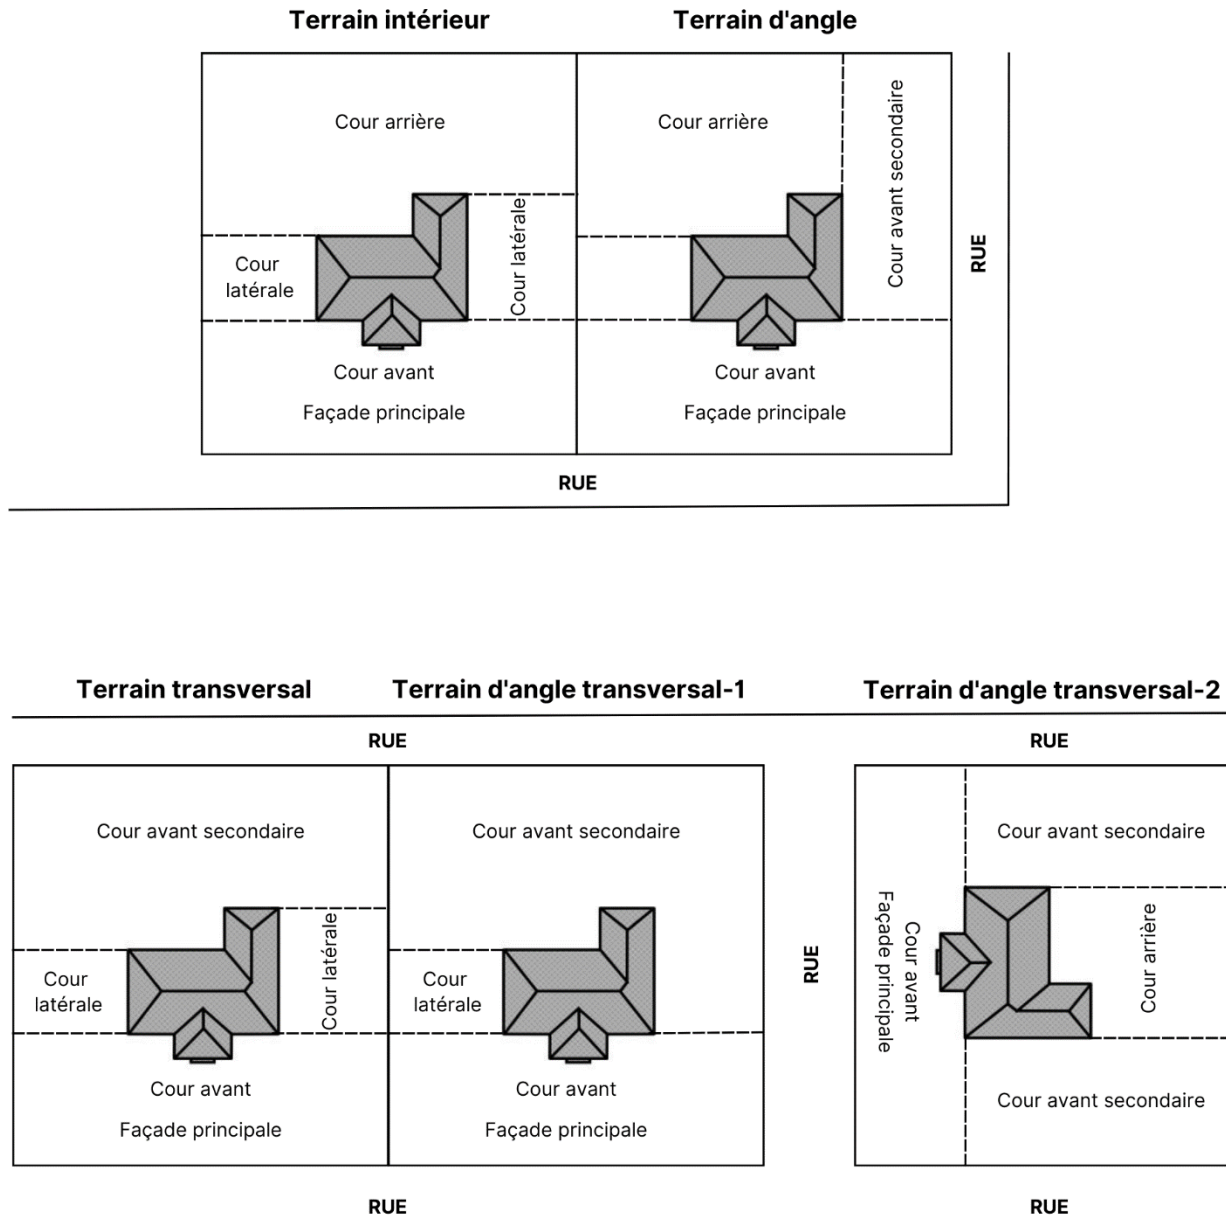 Terrain intérieur
Terrain d'angle
Cour arrière
Cour arrière
Cour avant secondaire
Cour latérale
Cour
latérale
RUE
Cour avant
Cour avant
Façade principale
Façade principale
RUE
Terrain transversal
Terrain d'angle transversal-1
Terrain d'angle transversal-2
RUE
RUE
Cour avant secondaire
Cour avant secondaire
Cour avant secondaire
Cour
latérale
Cour latérale
Cour
latérale
RUE
Cour avant
Façade principale
Cour arrière
Cour avant
Cour avant
Cour avant secondaire
Façade principale
Façade principale
RUE
RUE